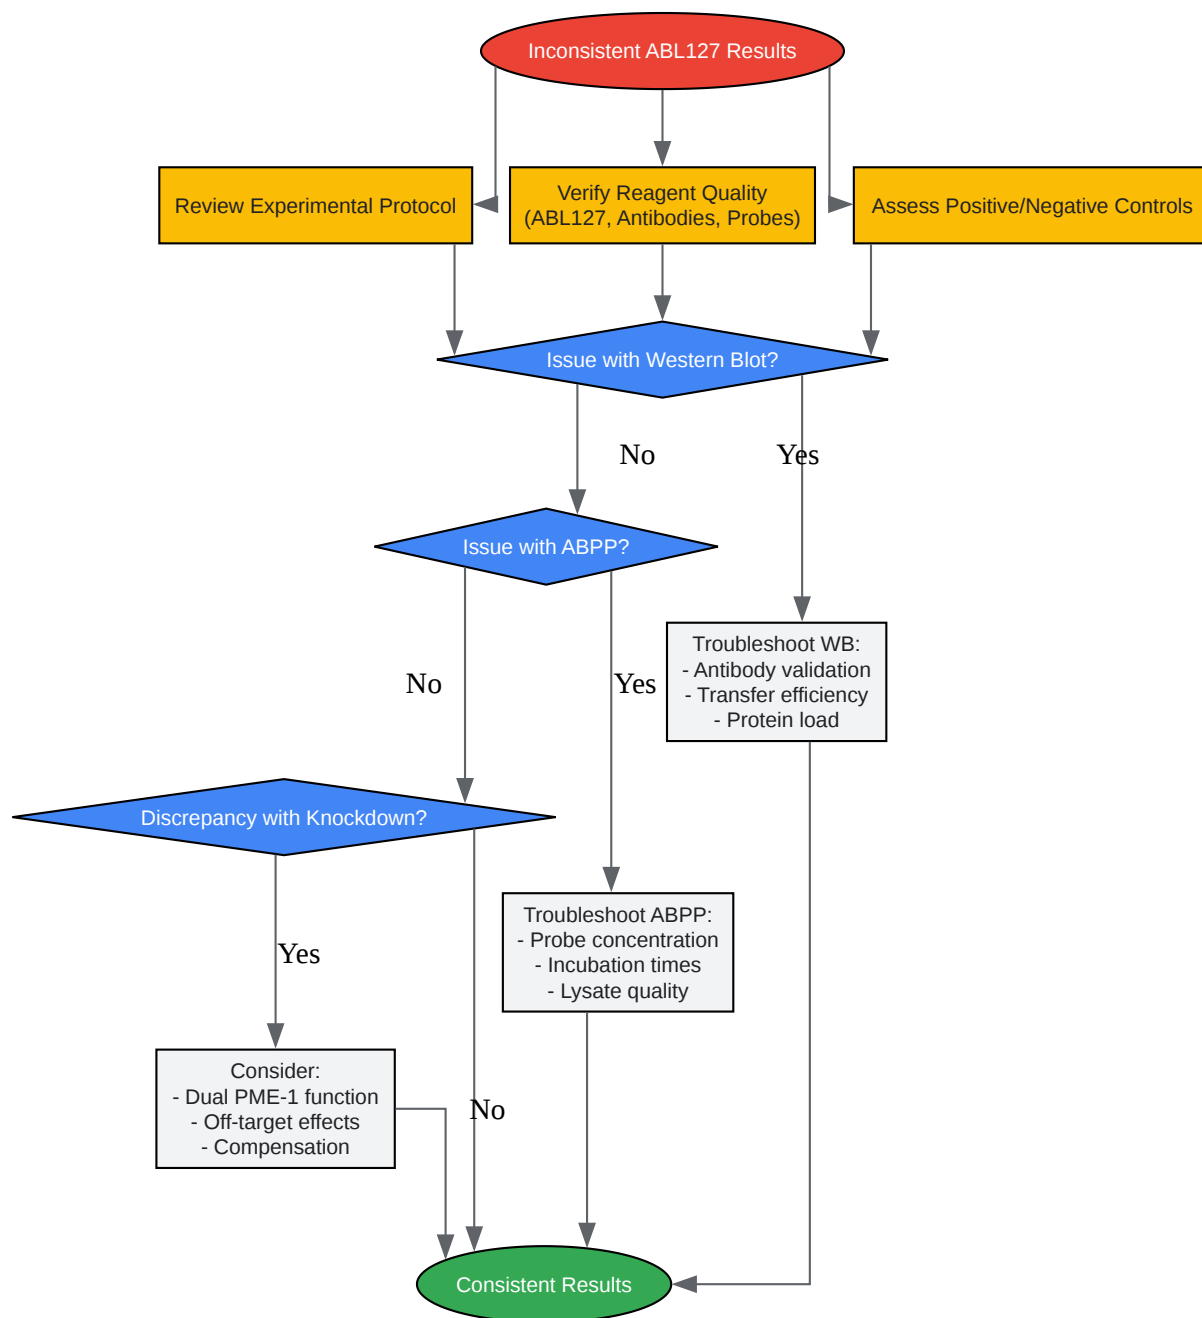 Inconsistent ABL127 Results
Review Experimental Protocol
Verify Reagent Quality
(ABL127, Antibodies, Probes)
Assess Positive/Negative Controls
Issue with Western Blot?
No
Yes
Issue with ABPP?
No
Yes
Troubleshoot WB:
- Antibody validation
- Transfer efficiency
- Protein load
Discrepancy with Knockdown?
Yes
No
Troubleshoot ABPP:
- Probe concentration
- Incubation times
- Lysate quality
Consider:
- Dual PME-1 function
- Off-target effects
- Compensation
Consistent Results